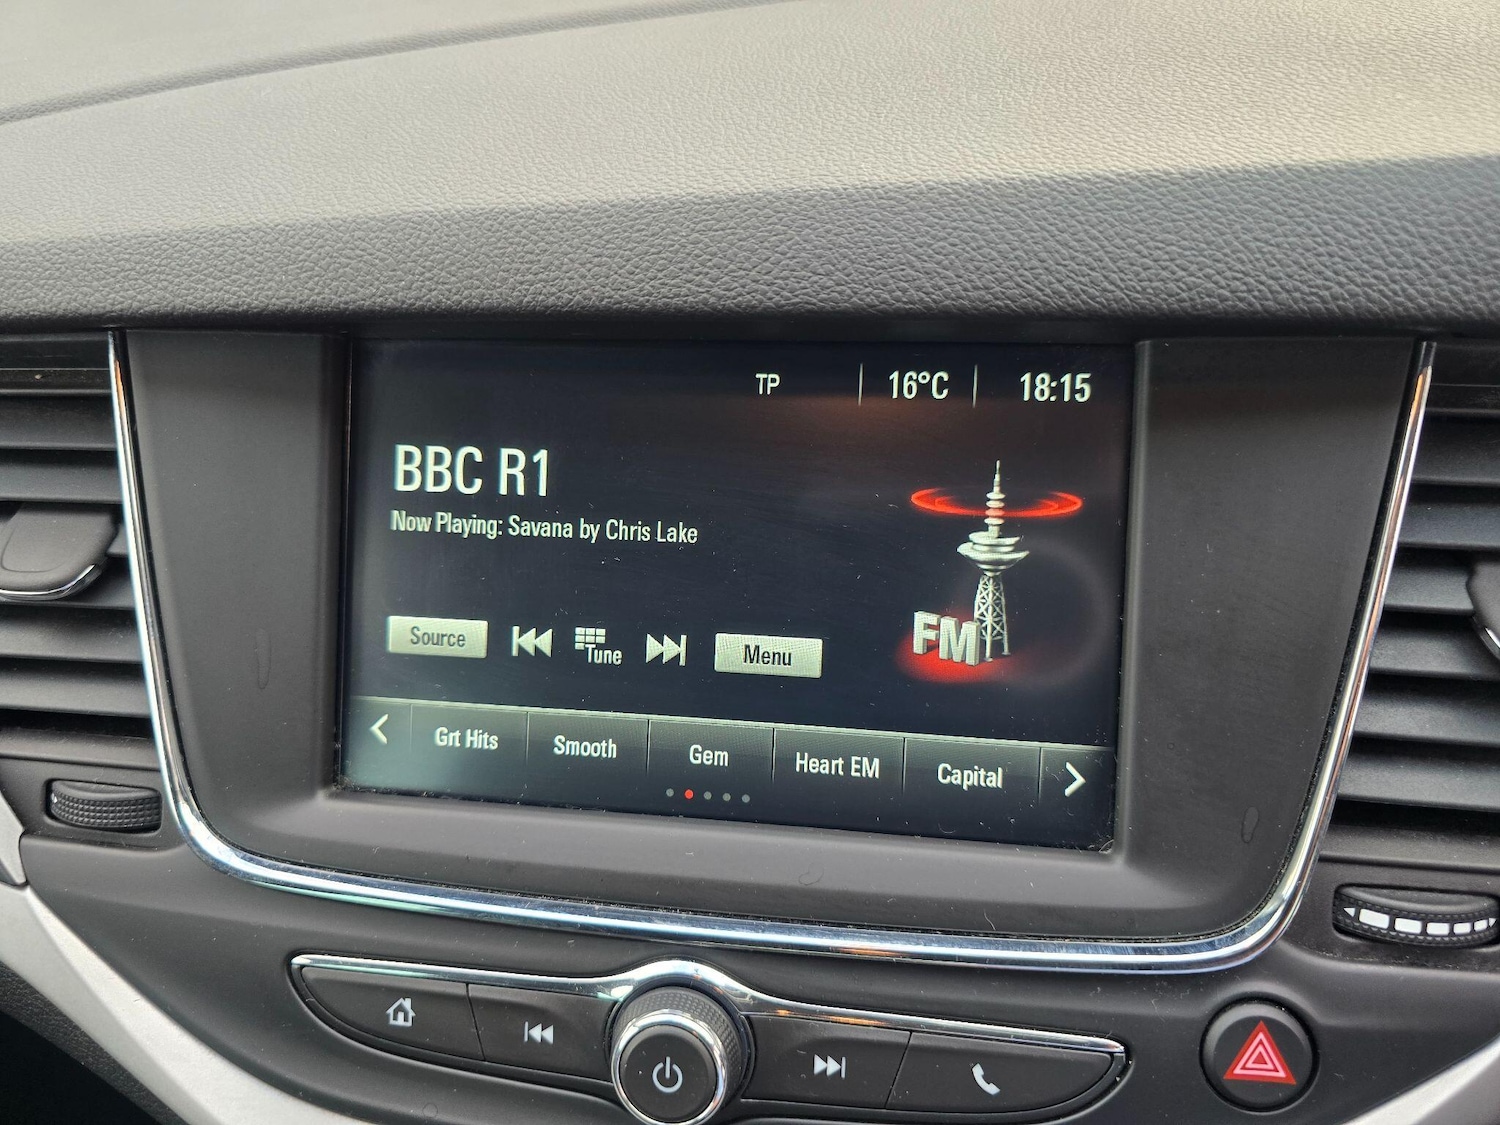 TP 16°C 18:15
BBC R1
Now Playing: Savana by Chris Lake
FM
Source Tune Menu
Grt Hits Smooth Gem Heart EM Capital